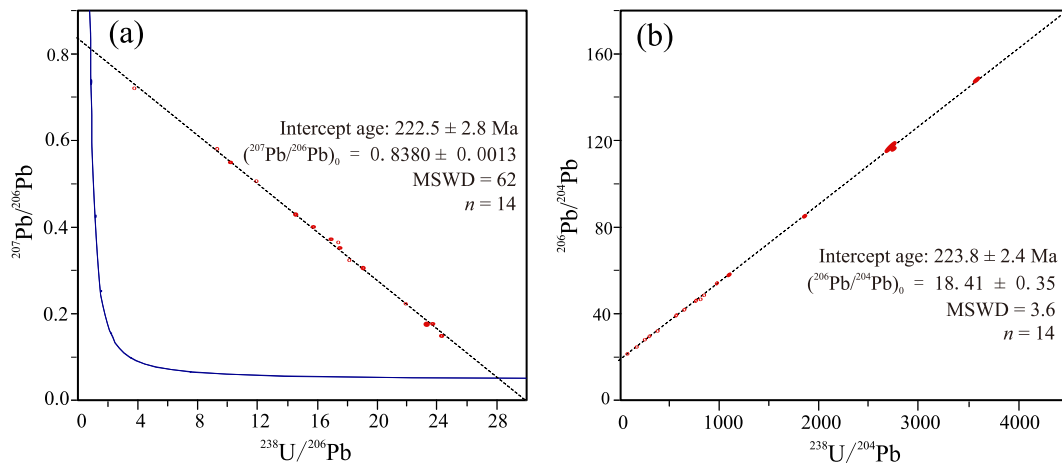 (a)
0.8
0.6
0.4
0.2
0.0
²⁰⁷Pb/²⁰⁶Pb
Intercept age: 222.5 ± 2.8 Ma
(²⁰⁷Pb/²⁰⁶Pb)₀ = 0.8380 ± 0.0013
MSWD = 62
n = 14
0 4 8 12 16 20 24 28
²³⁸U/²⁰⁶Pb
(b)
160
120
80
40
0
²⁰⁶Pb/²⁰⁴Pb
Intercept age: 223.8 ± 2.4 Ma
(²⁰⁶Pb/²⁰⁴Pb)₀ = 18.41 ± 0.35
MSWD = 3.6
n = 14
0 1000 2000 3000 4000
²³⁸U/²⁰⁴Pb